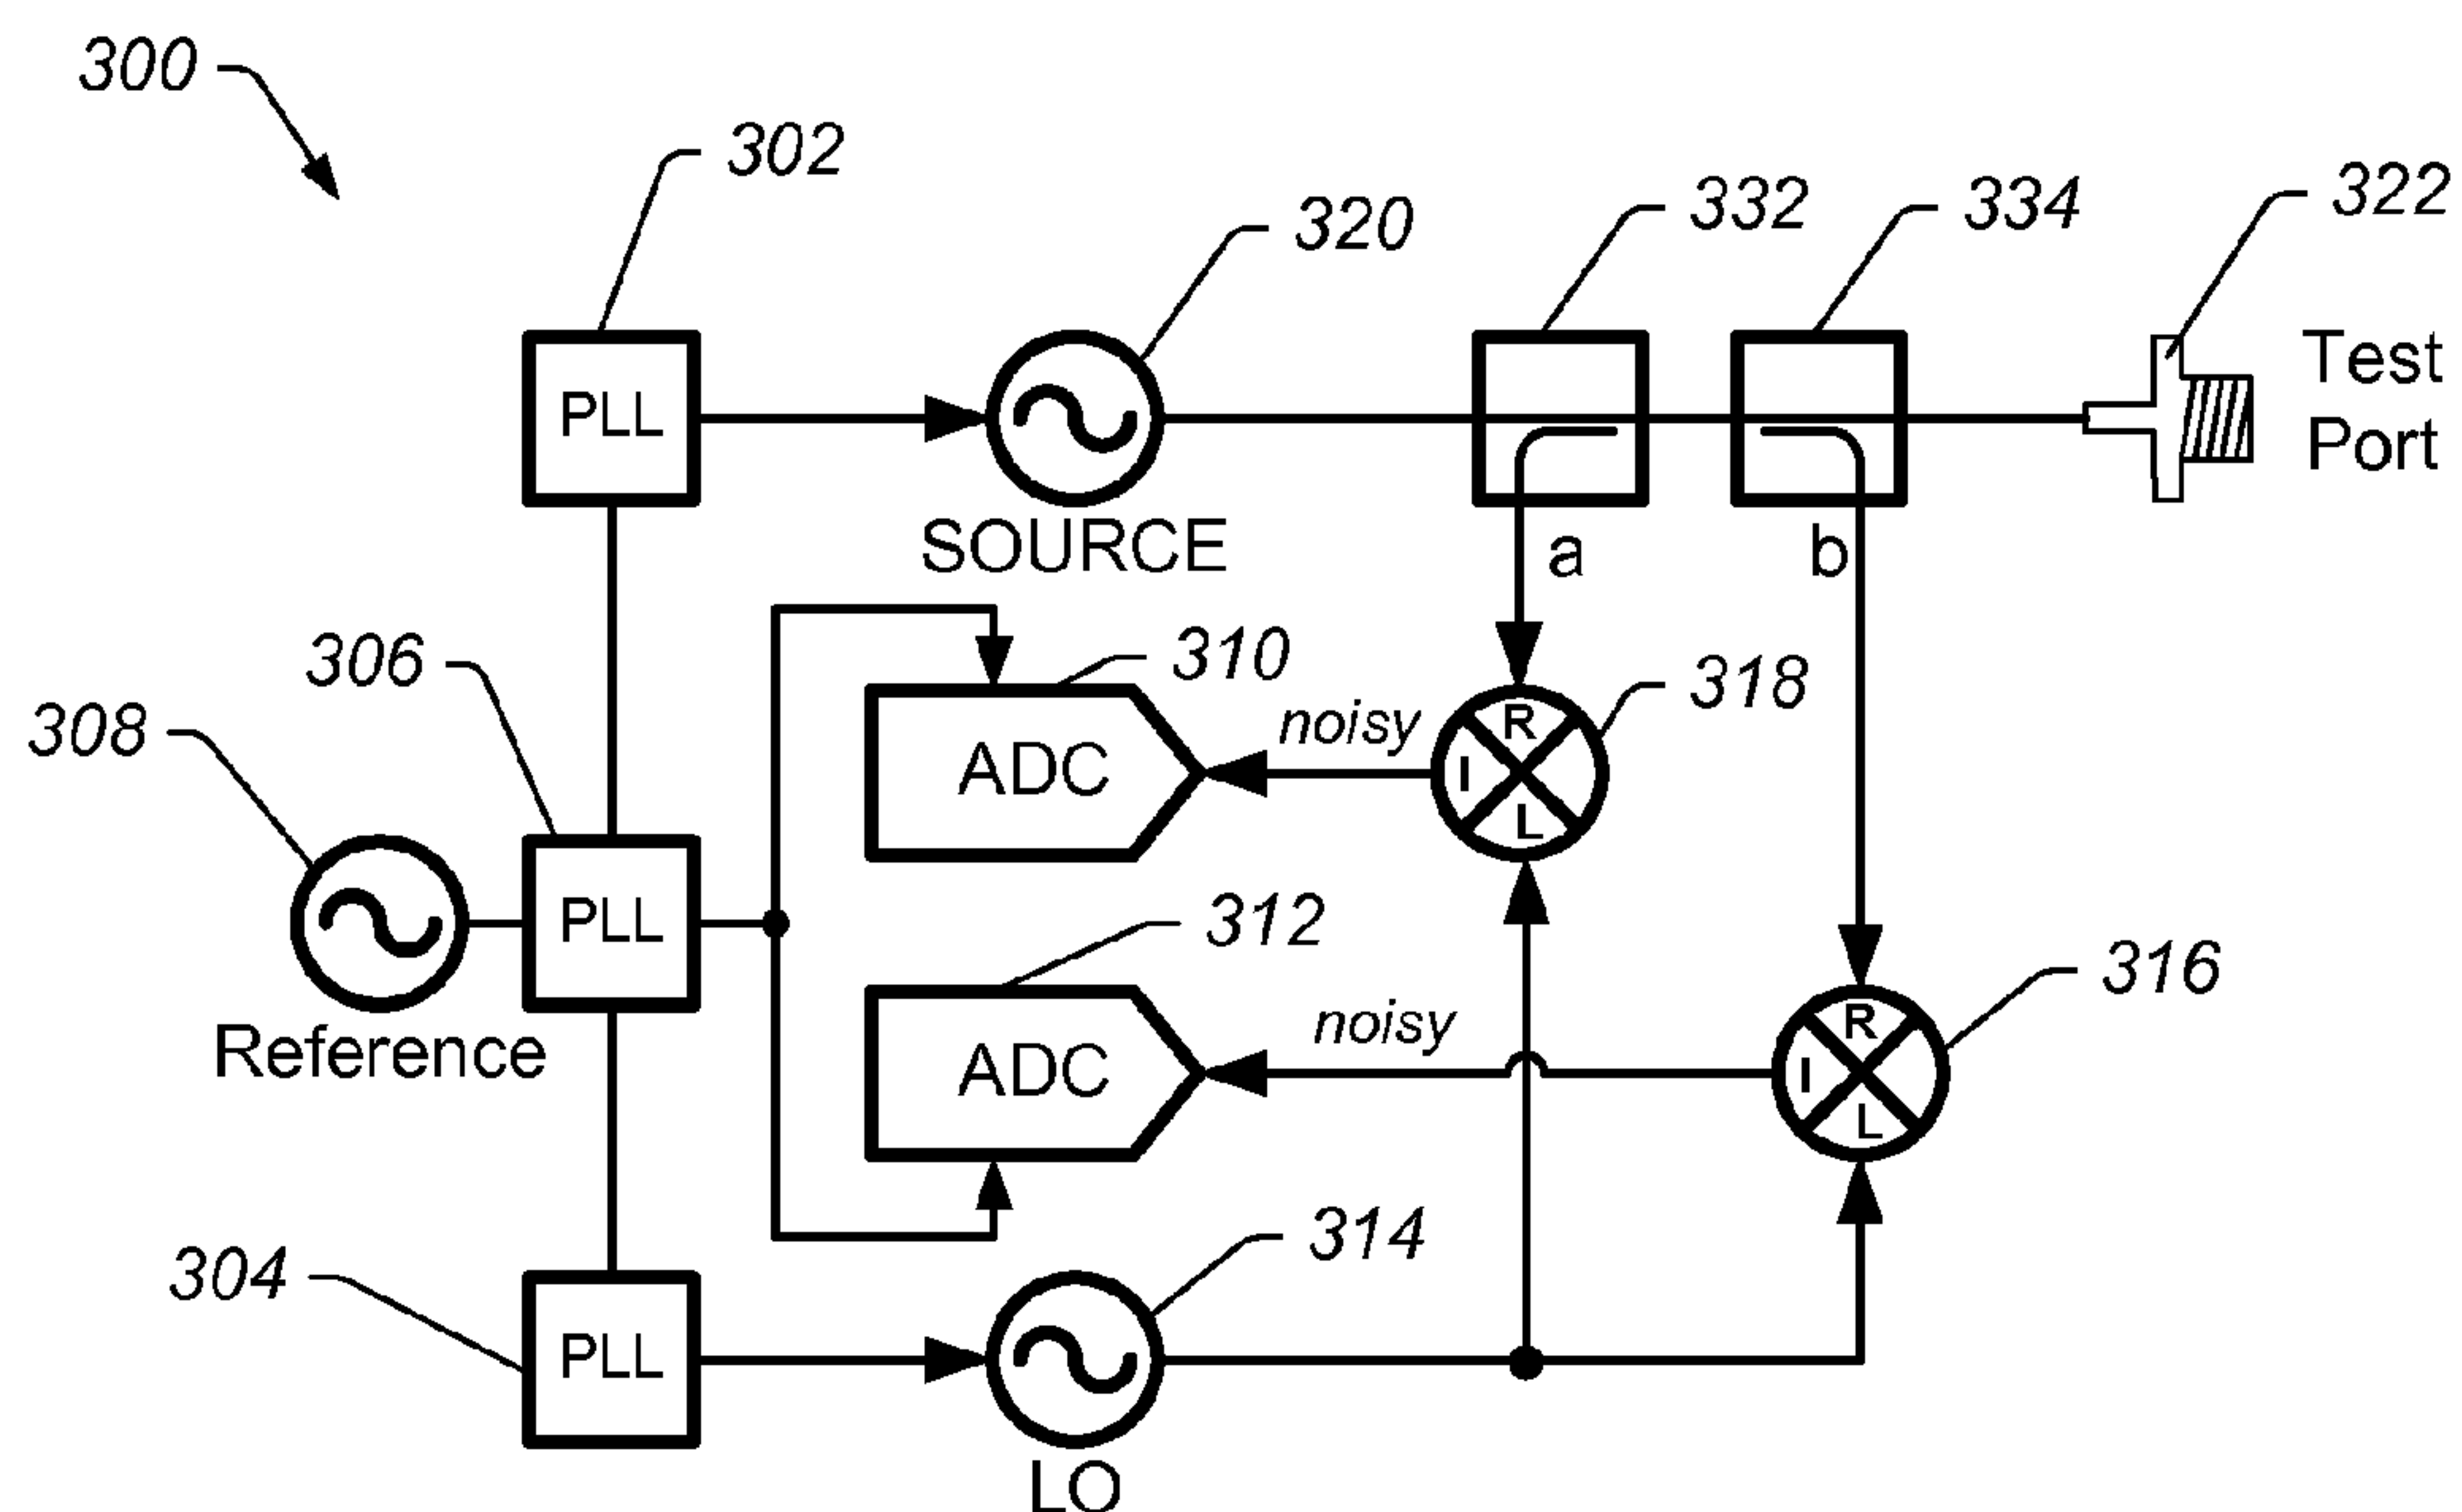 300
302
320
332
334
322
PLL
Test
Port
SOURCE
a
b
306
310
318
308
noisy
R
I
L
ADC
PLL
312
316
Reference
noisy
R
I
L
ADC
304
314
PLL
LO